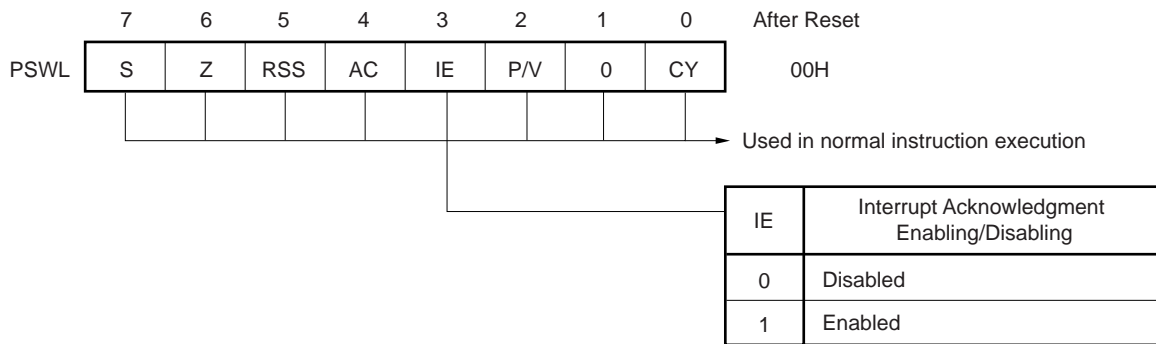 7 6 5 4 3 2 1 0 After Reset
PSWL S Z RSS AC IE P/V 0 CY 00H
Used in normal instruction execution
IE Interrupt Acknowledgment
Enabling/Disabling
0 Disabled
1 Enabled